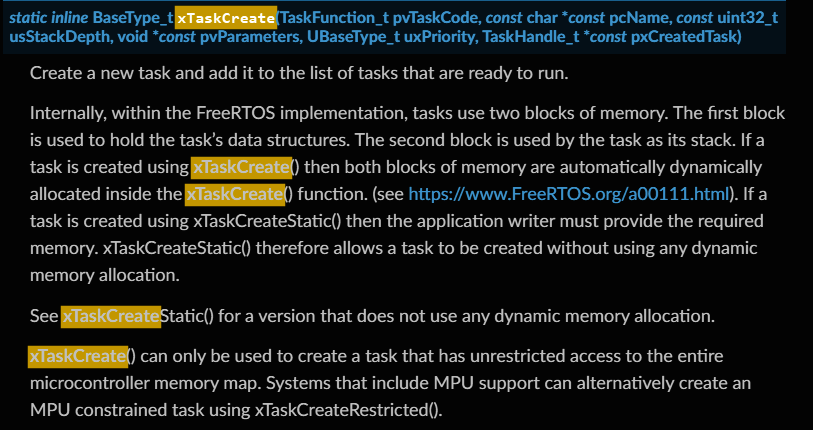 static inline BaseType_t xTaskCreate(TaskFunction_t pvTaskCode, const char *const pcName, const uint32_t
usStackDepth, void *const pvParameters, UBaseType_t uxPriority, TaskHandle_t *const pxCreatedTask)
Create a new task and add it to the list of tasks that are ready to run.
Internally, within the FreeRTOS implementation, tasks use two blocks of memory. The first block
is used to hold the task’s data structures. The second block is used by the task as its stack. If a
task is created using xTaskCreate() then both blocks of memory are automatically dynamically
allocated inside the xTaskCreate() function. (see https://www.FreeRTOS.org/a00111.html). If a
task is created using xTaskCreateStatic() then the application writer must provide the required
memory. xTaskCreateStatic() therefore allows a task to be created without using any dynamic
memory allocation.
See xTaskCreateStatic() for a version that does not use any dynamic memory allocation.
xTaskCreate() can only be used to create a task that has unrestricted access to the entire
microcontroller memory map. Systems that include MPU support can alternatively create an
MPU constrained task using xTaskCreateRestricted().